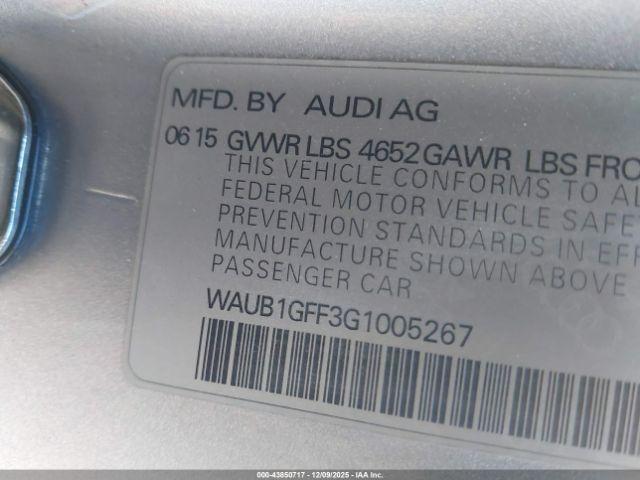 MFD. BY AUDI AG
06 15 GVWR LBS 4652 GAWR LBS FRO
THIS VEHICLE CONFORMS TO AL
FEDERAL MOTOR VEHICLE SAFE
PREVENTION STANDARDS IN EFF
MANUFACTURE SHOWN ABOVE
PASSENGER CAR
WAUB1GFF3G1005267
000-43850717 | 12/09/2025 - IAA Inc.